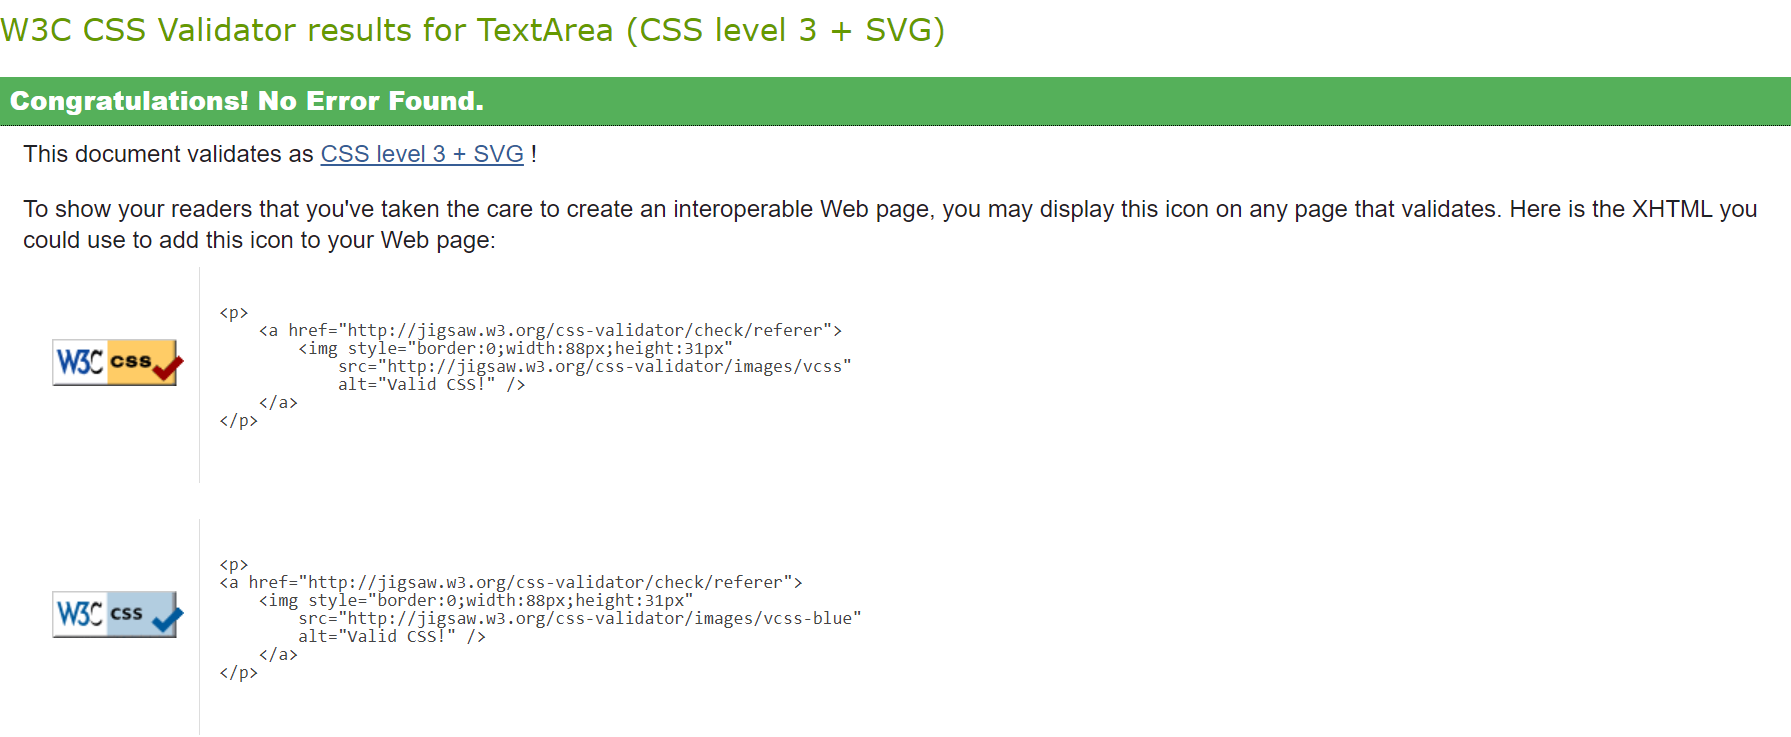 W3C CSS Validator results for TextArea (CSS level 3 + SVG)
Congratulations! No Error Found.
This document validates as CSS level 3 + SVG !
To show your readers that you've taken the care to create an interoperable Web page, you may display this icon on any page that validates. Here is the XHTML you
could use to add this icon to your Web page:
W3C css
<p>
    <a href="http://jigsaw.w3.org/css-validator/check/referer">
        <img style="border:0;width:88px;height:31px"
            src="http://jigsaw.w3.org/css-validator/images/vcss"
            alt="Valid CSS!" />
    </a>
</p>
W3C css
<p>
<a href="http://jigsaw.w3.org/css-validator/check/referer">
    <img style="border:0;width:88px;height:31px"
        src="http://jigsaw.w3.org/css-validator/images/vcss-blue"
        alt="Valid CSS!" />
    </a>
</p>